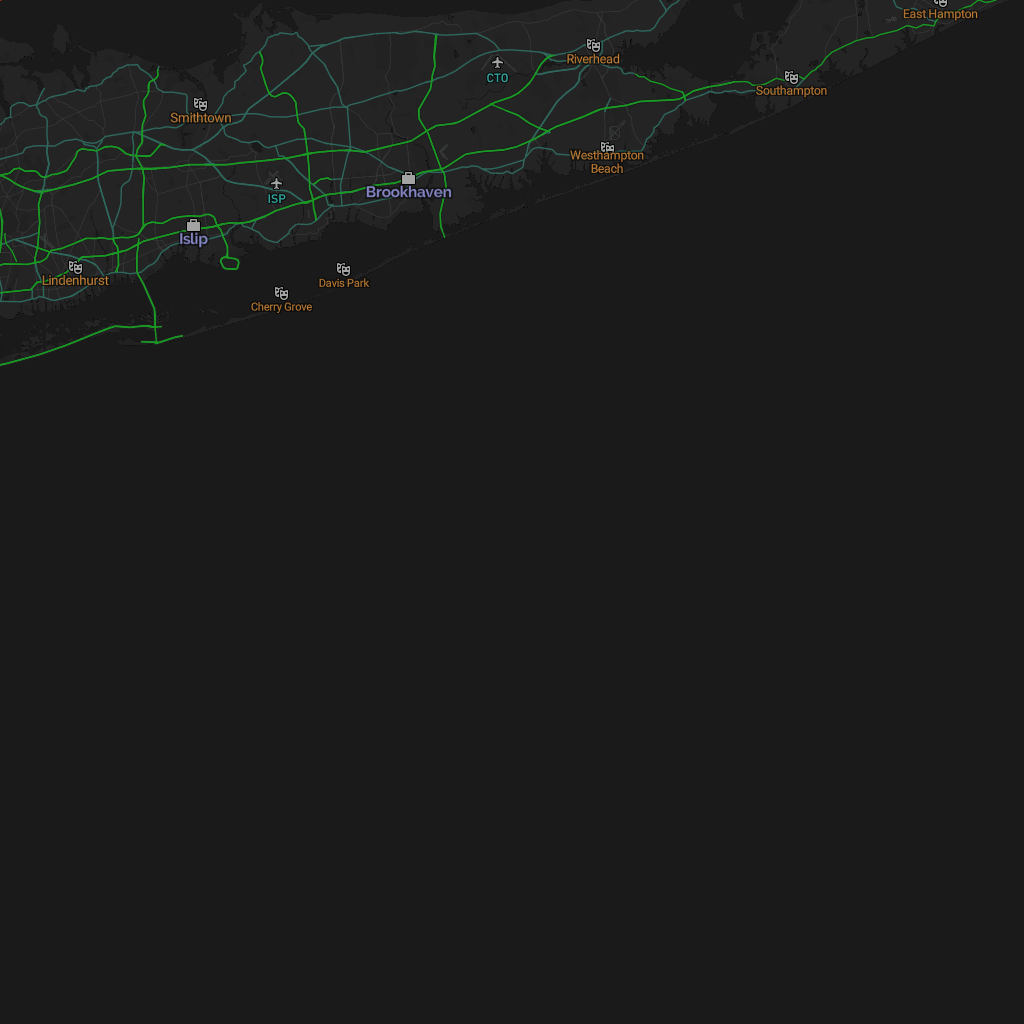 East Hampton
Riverhead
CTO
Southampton
Smithtown
Westhampton
Beach
Brookhaven
ISP
Islip
Lindenhurst
Davis Park
Cherry Grove